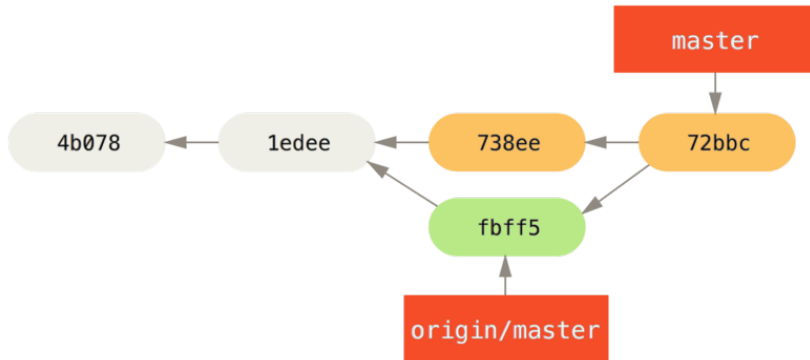 master
4b078
1edee
738ee
72bbc
fbff5
origin/master